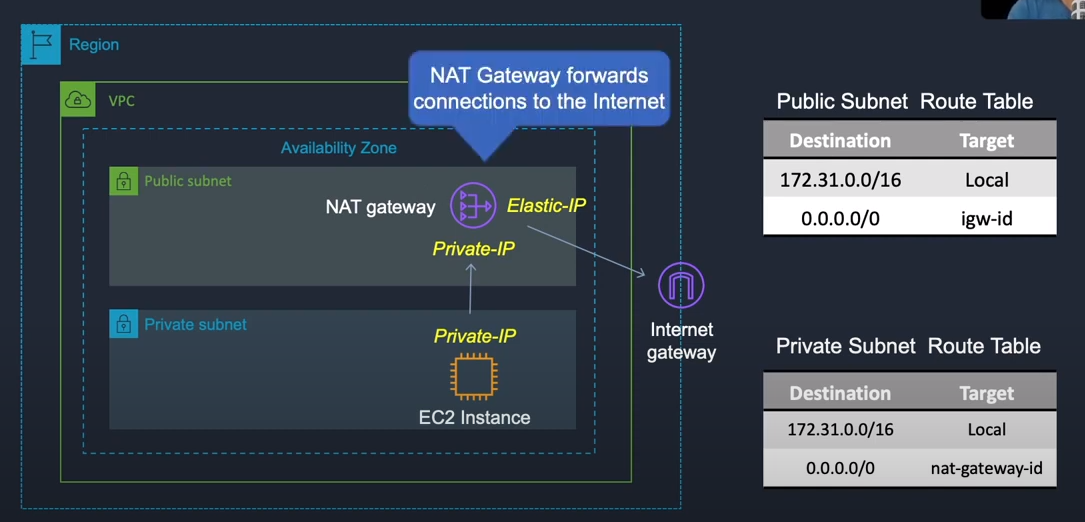 Region
VPC
NAT Gateway forwards
connections to the Internet
Availability Zone
Public subnet
NAT gateway
Elastic-IP
Private-IP
Private subnet
Private-IP
EC2 Instance
Internet
gateway
Public Subnet Route Table
Destination Target
172.31.0.0/16 Local
0.0.0.0/0 igw-id
Private Subnet Route Table
Destination Target
172.31.0.0/16 Local
0.0.0.0/0 nat-gateway-id